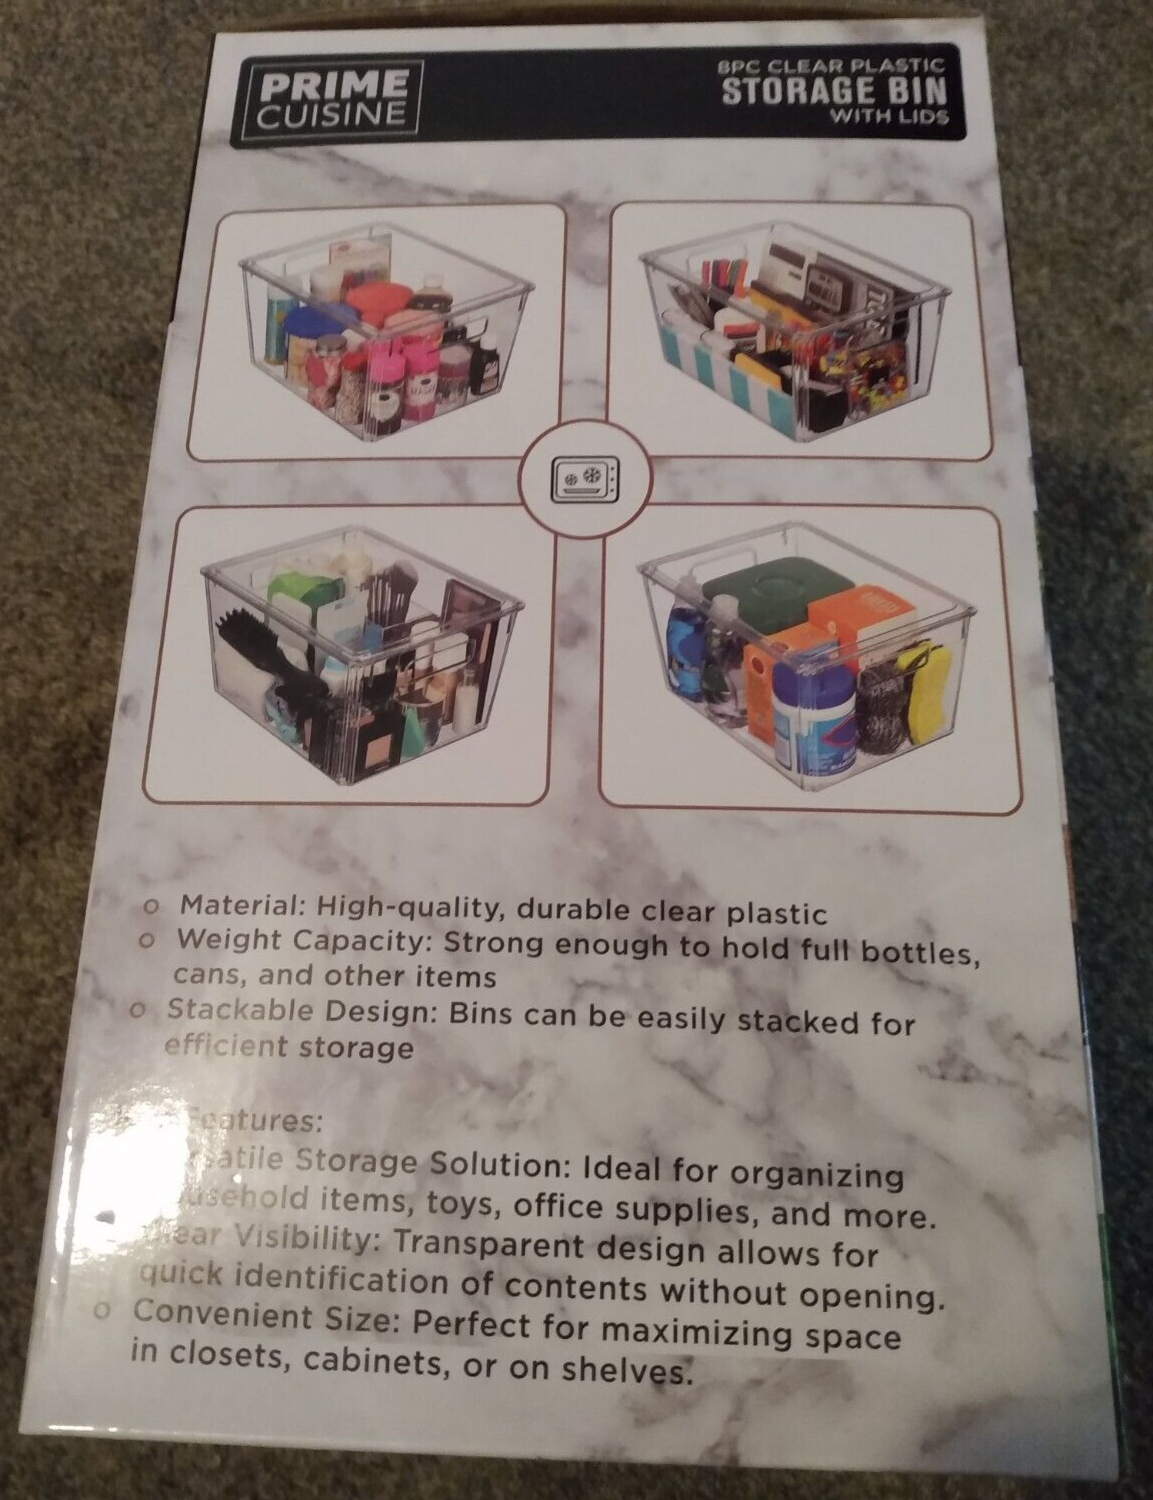 PRIME
CUISINE
8PC CLEAR PLASTIC
STORAGE BIN
WITH LIDS
Material: High-quality, durable clear plastic
Weight Capacity: Strong enough to hold full bottles,
cans, and other items
Stackable Design: Bins can be easily stacked for
efficient storage
Features:
Storage Solution: Ideal for organizing
items, toys, office supplies, and more.
Visibility: Transparent design allows for
quick identification of contents without opening.
Convenient Size: Perfect for maximizing space
in closets, cabinets, or on shelves.